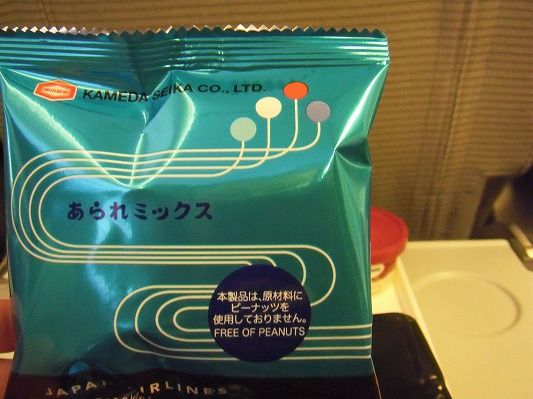 KAMEDA SEIKA CO., LTD.
あられミックス
本製品は、原材料に
ピーナッツを
使用しておりません。
FREE OF PEANUTS
JAPAN AIRLINES